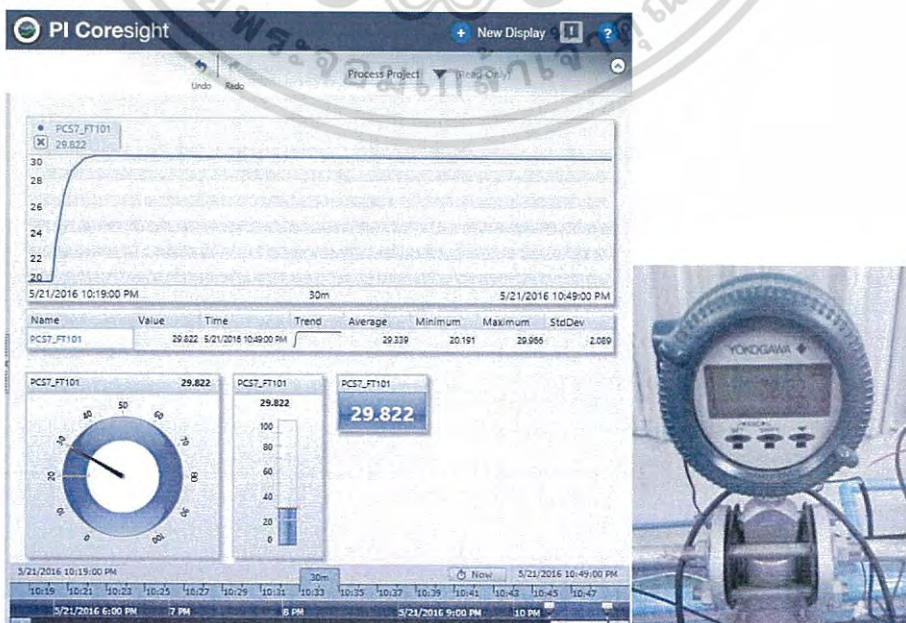 PI Coresight
+ New Display ! ?
Undo Redo
Process Project (Read-Only)
PCS7_FT101
29.822
30
28
26
24
22
20
5/21/2016 10:19:00 PM 30m 5/21/2016 10:49:00 PM
Name Value Time Trend Average Minimum Maximum StdDev
PCS7_FT101 29.822 5/21/2016 10:49:00 PM 29.339 20.191 29.966 2.089
PCS7_FT101 29.822
0 10 20 30 40 50 60 70 80 90 100
PCS7_FT101
29.822
100
80
60
40
20
0
PCS7_FT101
29.822
5/21/2016 10:19:00 PM 30m Now 5/21/2016 10:49:00 PM
10:19 10:21 10:23 10:25 10:27 10:29 10:31 10:33 10:35 10:37 10:39 10:41 10:43 10:45 10:47
5/21/2016 6:00 PM 7 PM 8 PM 5/21/2016 9:00 PM 10 PM
YOKOGAWA
SET SHIFT